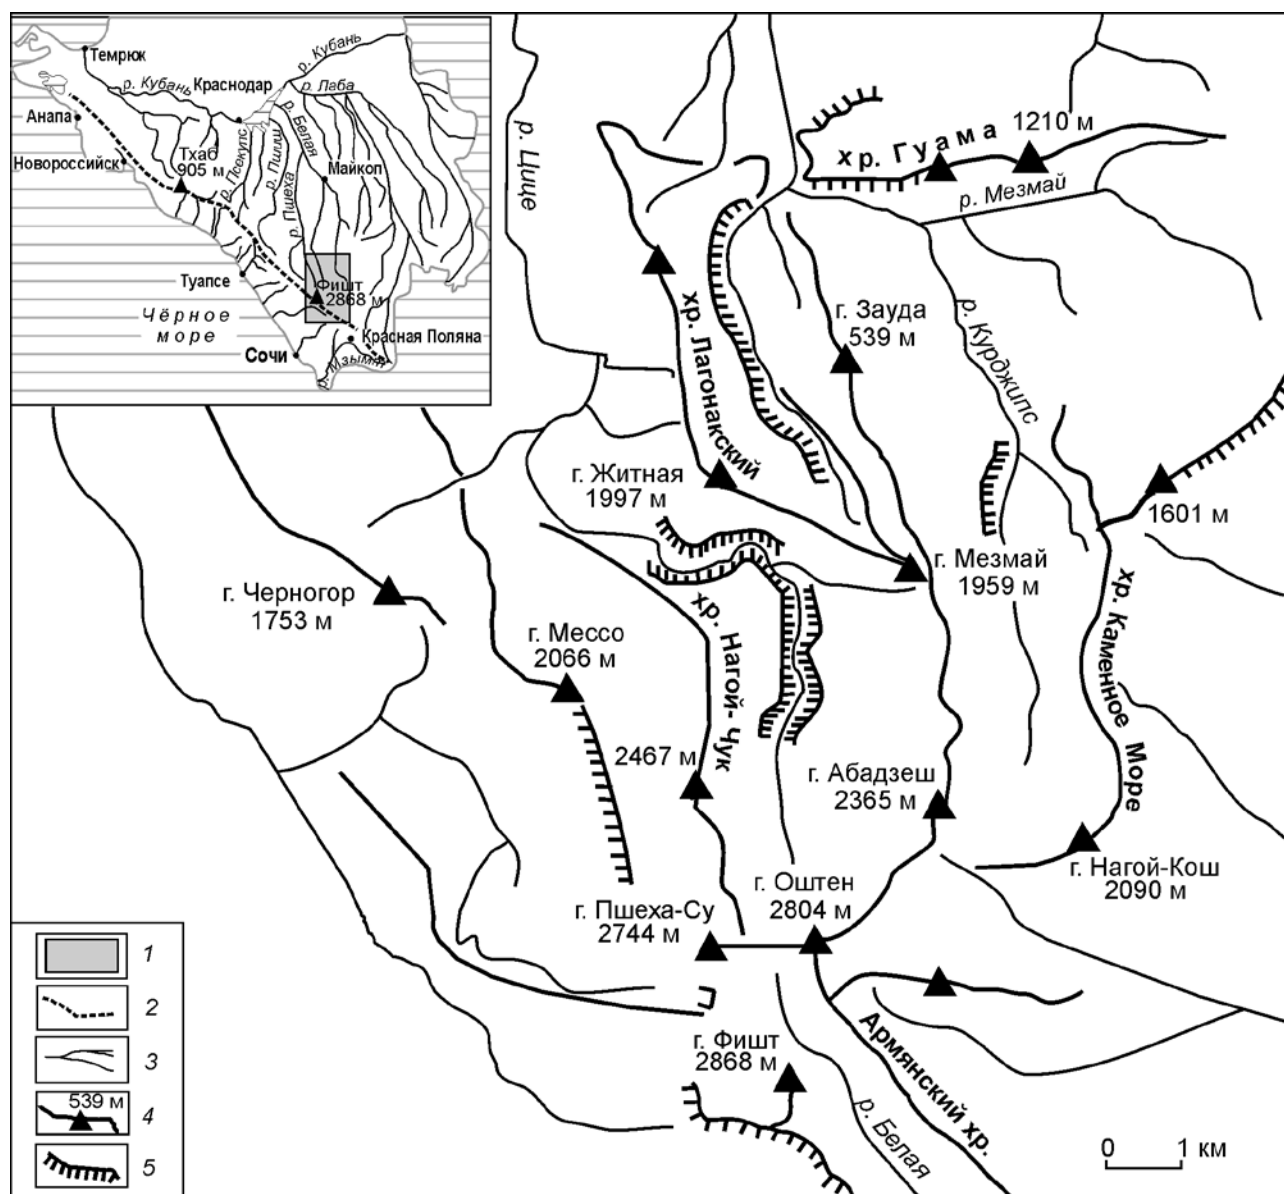 Темрюк
р. Кубань
Краснодар
р. Кубань
р. Лаба
Анапа
р. Белая
Новороссийск
Тхаб
905 м
р. Псекупс
р. Пшиш
р. Пшеха
Майкоп
Туапсе
Фишт
2868 м
Чёрное
море
Красная Поляна
Сочи
р. Мзымта
р. Цице
хр. Гуама
1210 м
р. Мезмай
хр. Лагонакский
г. Зауда
539 м
р. Курджипс
г. Житная
1997 м
1601 м
г. Мезмай
1959 м
г. Черногор
1753 м
г. Мессо
2066 м
хр. Нагой-Чук
хр. Каменное Море
2467 м
г. Абадзеш
2365 м
г. Нагой-Кош
2090 м
г. Оштен
2804 м
г. Пшеха-Су
2744 м
г. Фишт
2868 м
Армянский хр.
р. Белая
0 1 км
1
2
3
539 м
4
5